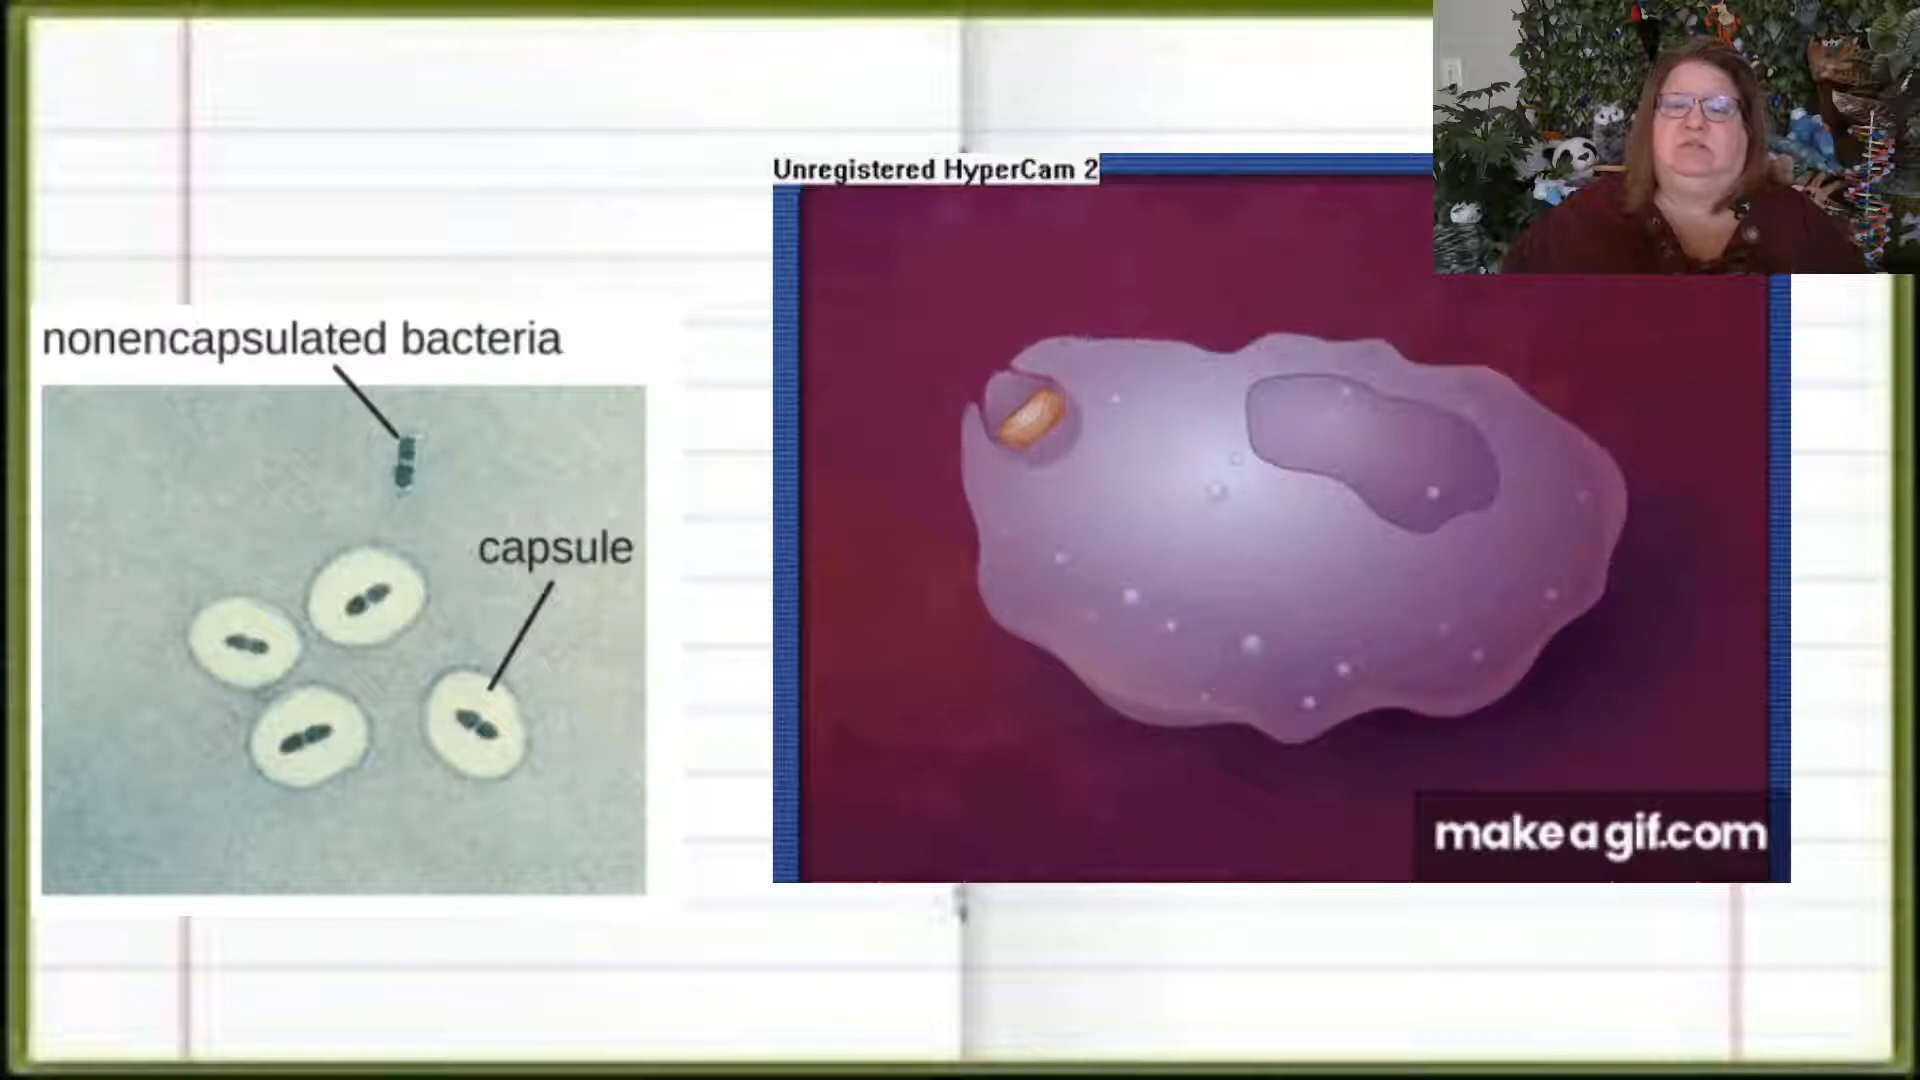 Unregistered HyperCam 2
nonencapsulated bacteria
capsule
makeagif.com